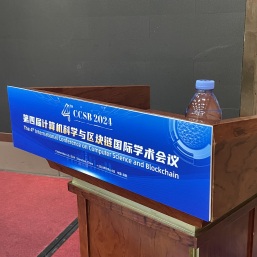 4th
CCSB 2024
第四届计算机科学与区块链国际学术会议
The 4th International Conference on Computer Science and Blockchain